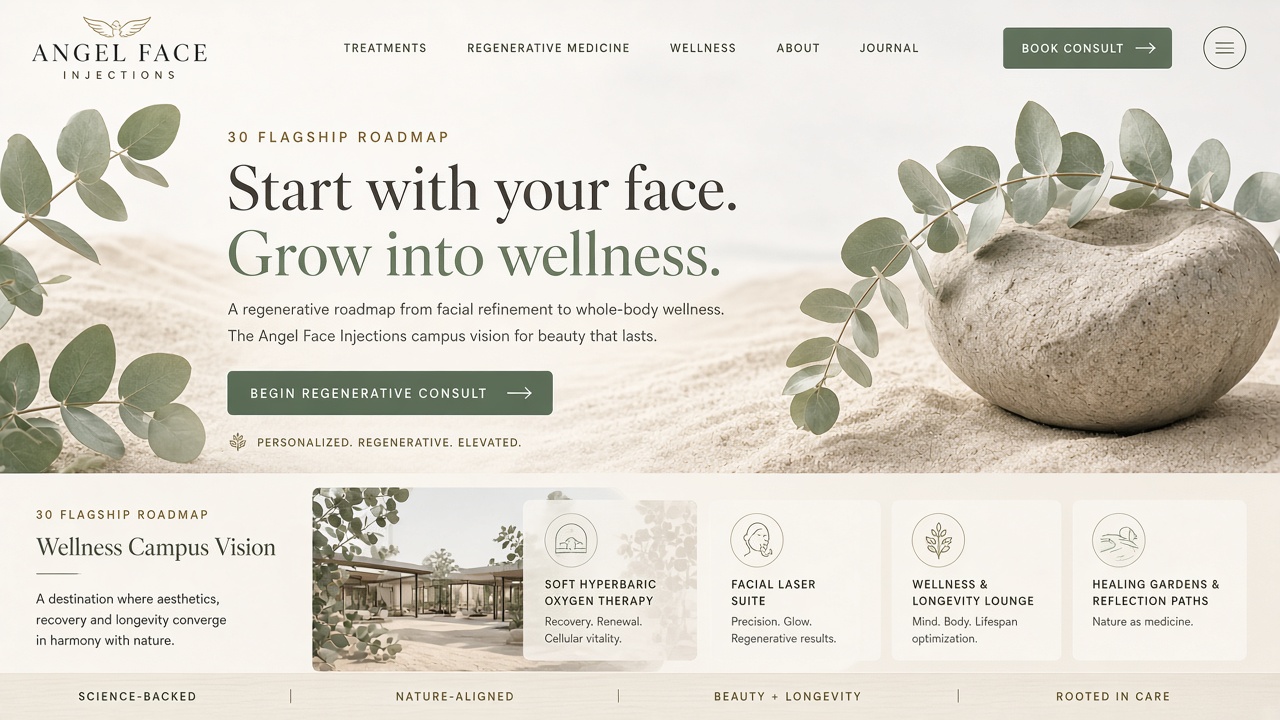 ANGEL FACE
INJECTIONS
TREATMENTS
REGENERATIVE MEDICINE
WELLNESS
ABOUT
JOURNAL
BOOK CONSULT
30 FLAGSHIP ROADMAP
Start with your face.
Grow into wellness.
A regenerative roadmap from facial refinement to whole-body wellness.
The Angel Face Injections campus vision for beauty that lasts.
BEGIN REGENERATIVE CONSULT
PERSONALIZED. REGENERATIVE. ELEVATED.
30 FLAGSHIP ROADMAP
Wellness Campus Vision
A destination where aesthetics,
recovery and longevity converge
in harmony with nature.
SOFT HYPERBARIC
OXYGEN THERAPY
Recovery. Renewal.
Cellular vitality.
FACIAL LASER
SUITE
Precision. Glow.
Regenerative results.
WELLNESS &
LONGEVITY LOUNGE
Mind. Body. Lifespan
optimization.
HEALING GARDENS &
REFLECTION PATHS
Nature as medicine.
SCIENCE-BACKED
NATURE-ALIGNED
BEAUTY + LONGEVITY
ROOTED IN CARE